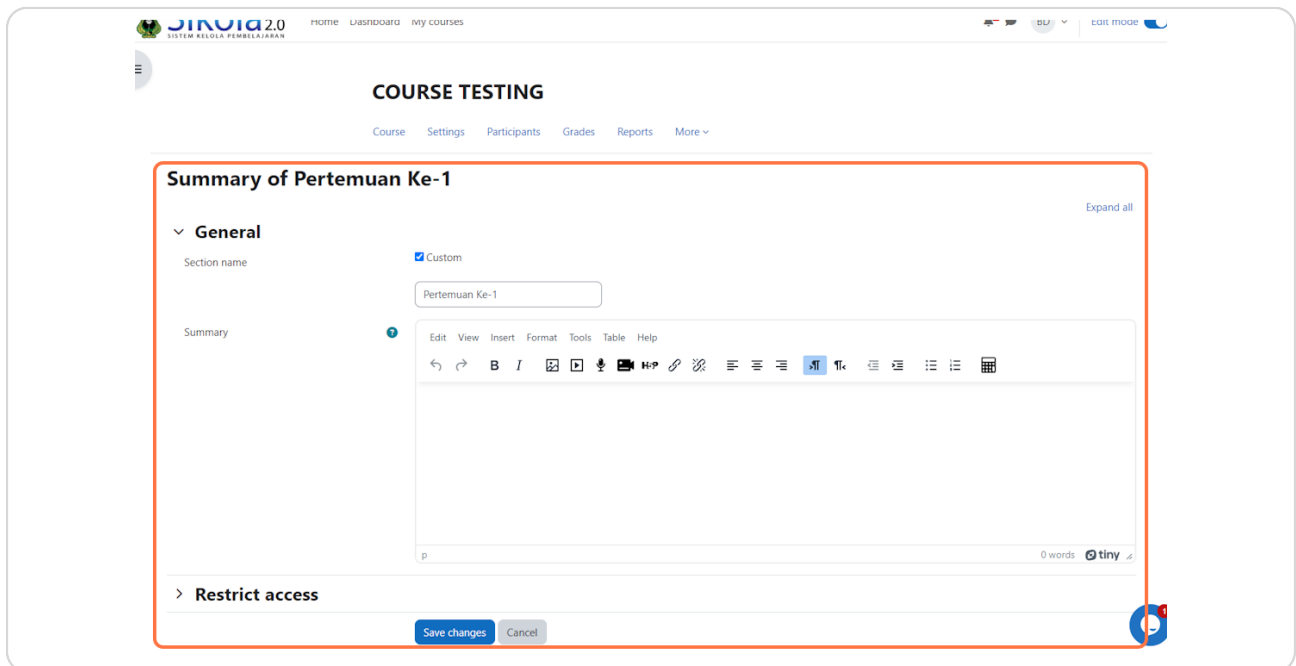 SIKOLA 2.0
SISTEM KELOLA PEMBELAJARAN
Home Dashboard My courses
BD
Edit mode
COURSE TESTING
Course Settings Participants Grades Reports More
Summary of Pertemuan Ke-1
Expand all
General
Section name
Custom
Pertemuan Ke-1
Summary
?
Edit View Insert Format Tools Table Help
B I H-P
p
0 words tiny
Restrict access
Save changes Cancel
1